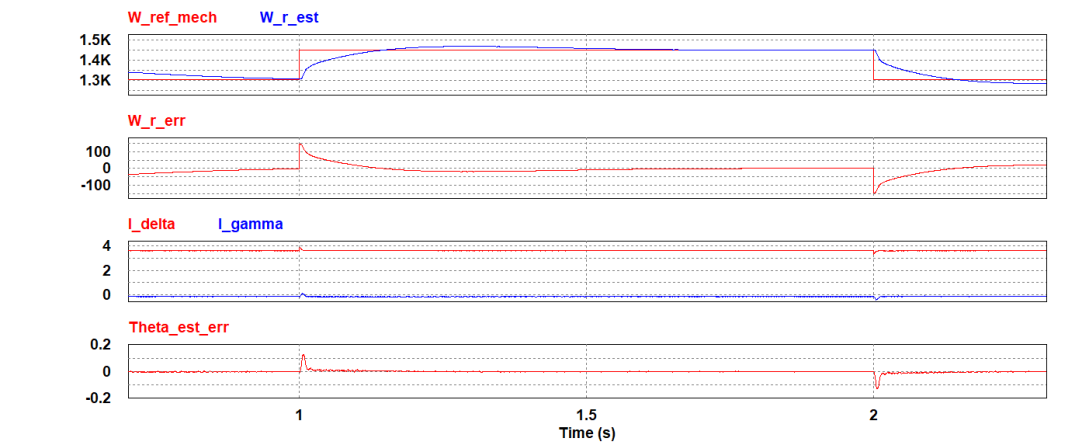 W_ref_mech W_r_est
1.5K
1.4K
1.3K
W_r_err
100
0
-100
I_delta I_gamma
4
2
0
Theta_est_err
0.2
0
-0.2
1 1.5 2
Time (s)